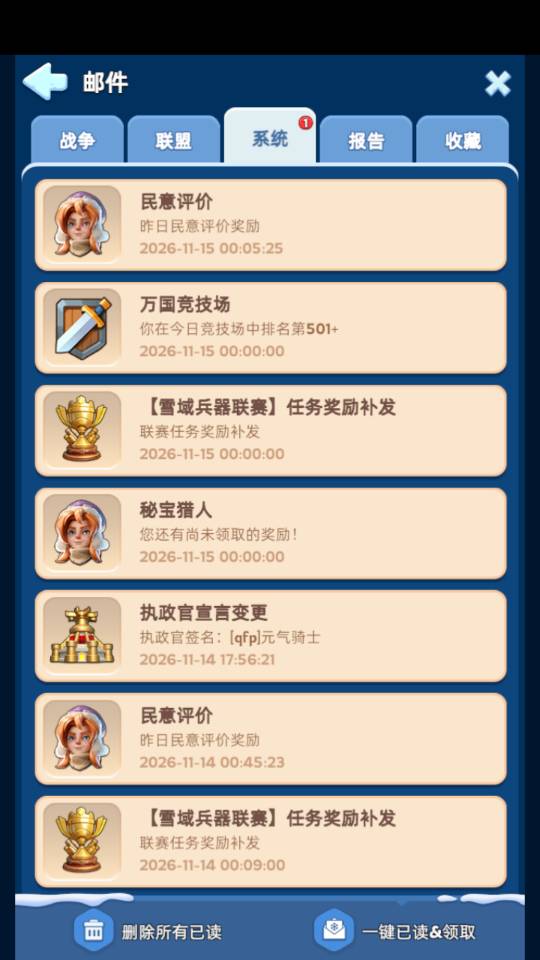 邮件
战争
联盟
系统
1
报告
收藏
民意评价
昨日民意评价奖励
2026-11-15 00:05:25
万国竞技场
你在今日竞技场中排名第501+
2026-11-15 00:00:00
【雪域兵器联赛】任务奖励补发
联赛任务奖励补发
2026-11-15 00:00:00
秘宝猎人
您还有尚未领取的奖励！
2026-11-15 00:00:00
执政官宣言变更
执政官签名：[qfp]元气骑士
2026-11-14 17:56:21
民意评价
昨日民意评价奖励
2026-11-14 00:45:23
【雪域兵器联赛】任务奖励补发
联赛任务奖励补发
2026-11-14 00:09:00
删除所有已读
一键已读&领取